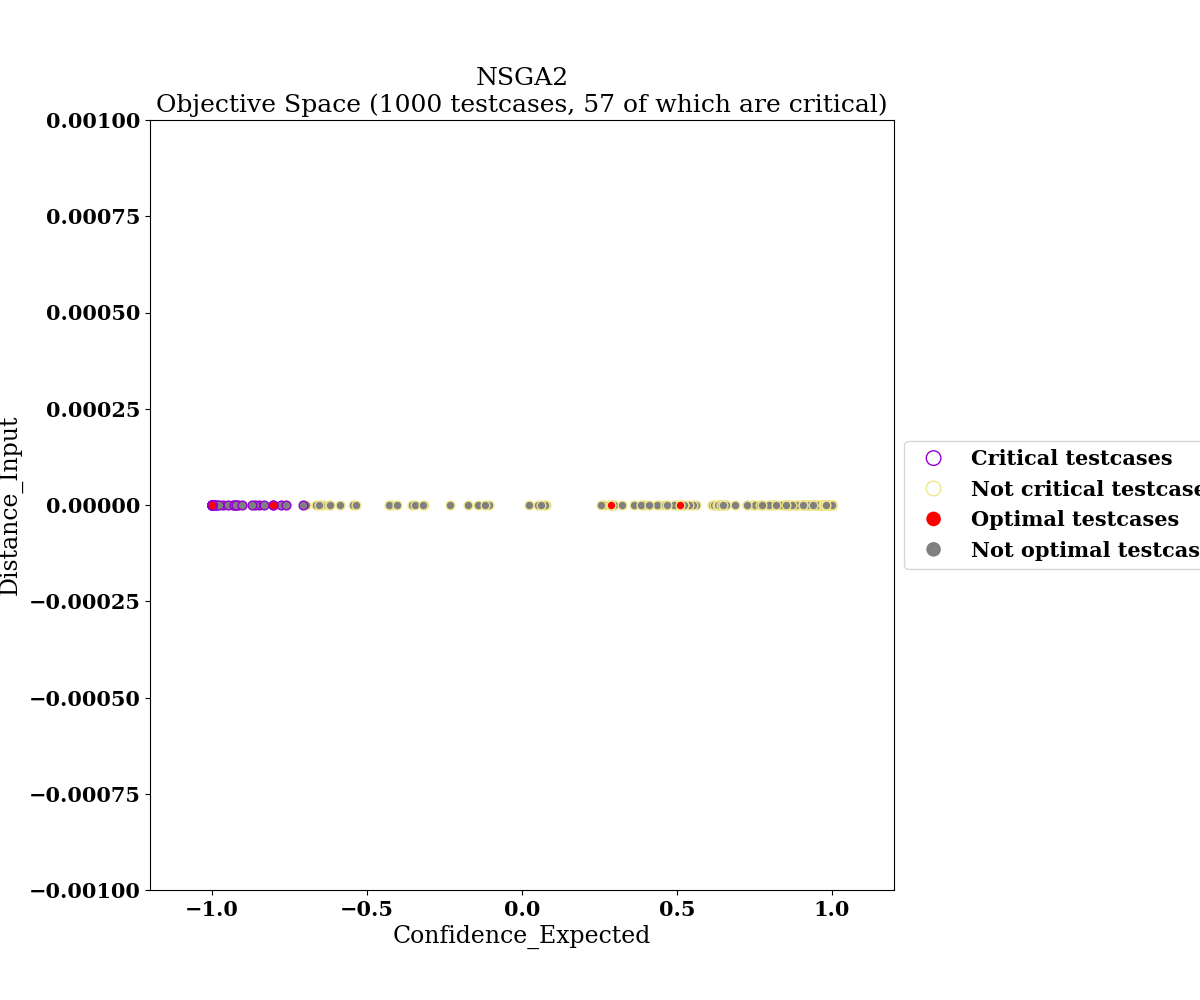 NSGA2
Objective Space (1000 testcases, 57 of which are critical)
0.00100
0.00075
0.00050
0.00025
0.00000
−0.00025
−0.00050
−0.00075
−0.00100
Distance_Input
−1.0
−0.5
0.0
0.5
1.0
Confidence_Expected
Critical testcases
Not critical testcase
Optimal testcases
Not optimal testcas